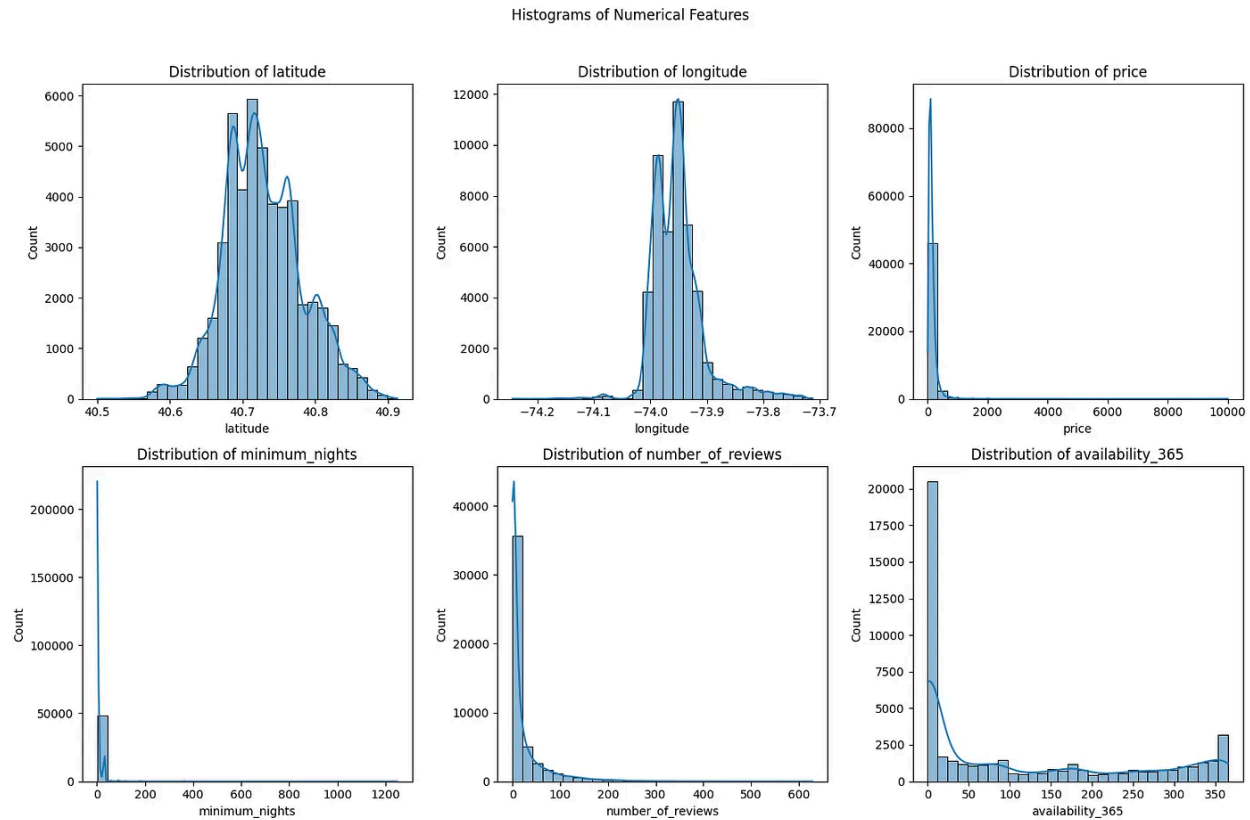 Histograms of Numerical Features
Distribution of latitude
6000
5000
4000
3000
2000
1000
0
Count
40.5 40.6 40.7 40.8 40.9
latitude
Distribution of longitude
12000
10000
8000
6000
4000
2000
0
Count
−74.2 −74.1 −74.0 −73.9 −73.8 −73.7
longitude
Distribution of price
80000
60000
40000
20000
0
Count
0 2000 4000 6000 8000 10000
price
Distribution of minimum_nights
200000
150000
100000
50000
0
Count
0 200 400 600 800 1000 1200
minimum_nights
Distribution of number_of_reviews
40000
30000
20000
10000
0
Count
0 100 200 300 400 500 600
number_of_reviews
Distribution of availability_365
20000
17500
15000
12500
10000
7500
5000
2500
0
Count
0 50 100 150 200 250 300 350
availability_365